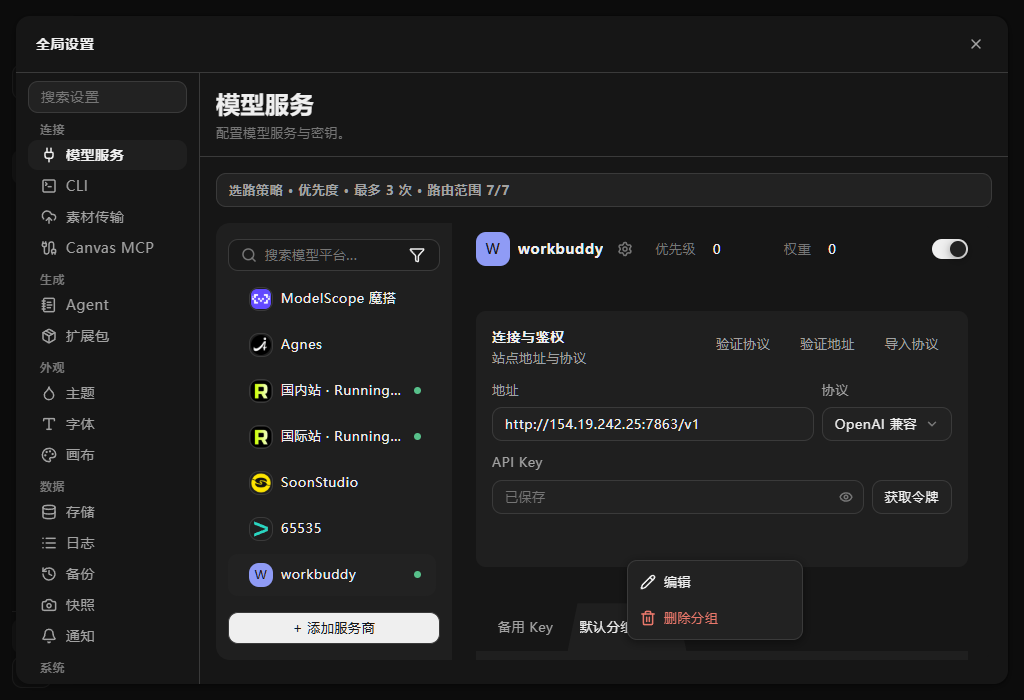 全局设置
搜索设置
连接
模型服务
CLI
素材传输
Canvas MCP
生成
Agent
扩展包
外观
主题
字体
画布
数据
存储
日志
备份
快照
通知
系统
模型服务
配置模型服务与密钥。
选路策略 • 优先度 • 最多 3 次 • 路由范围 7/7
搜索模型平台...
ModelScope 魔搭
Agnes
国内站 · Running...
国际站 · Running...
SoonStudio
65535
W workbuddy
+ 添加服务商
W workbuddy 优先级 0 权重 0
连接与鉴权
站点地址与协议
验证协议 验证地址 导入协议
地址 协议
http://154.19.242.25:7863/v1 OpenAI 兼容
API Key
已保存 获取令牌
编辑
删除分组
备用 Key 默认分组